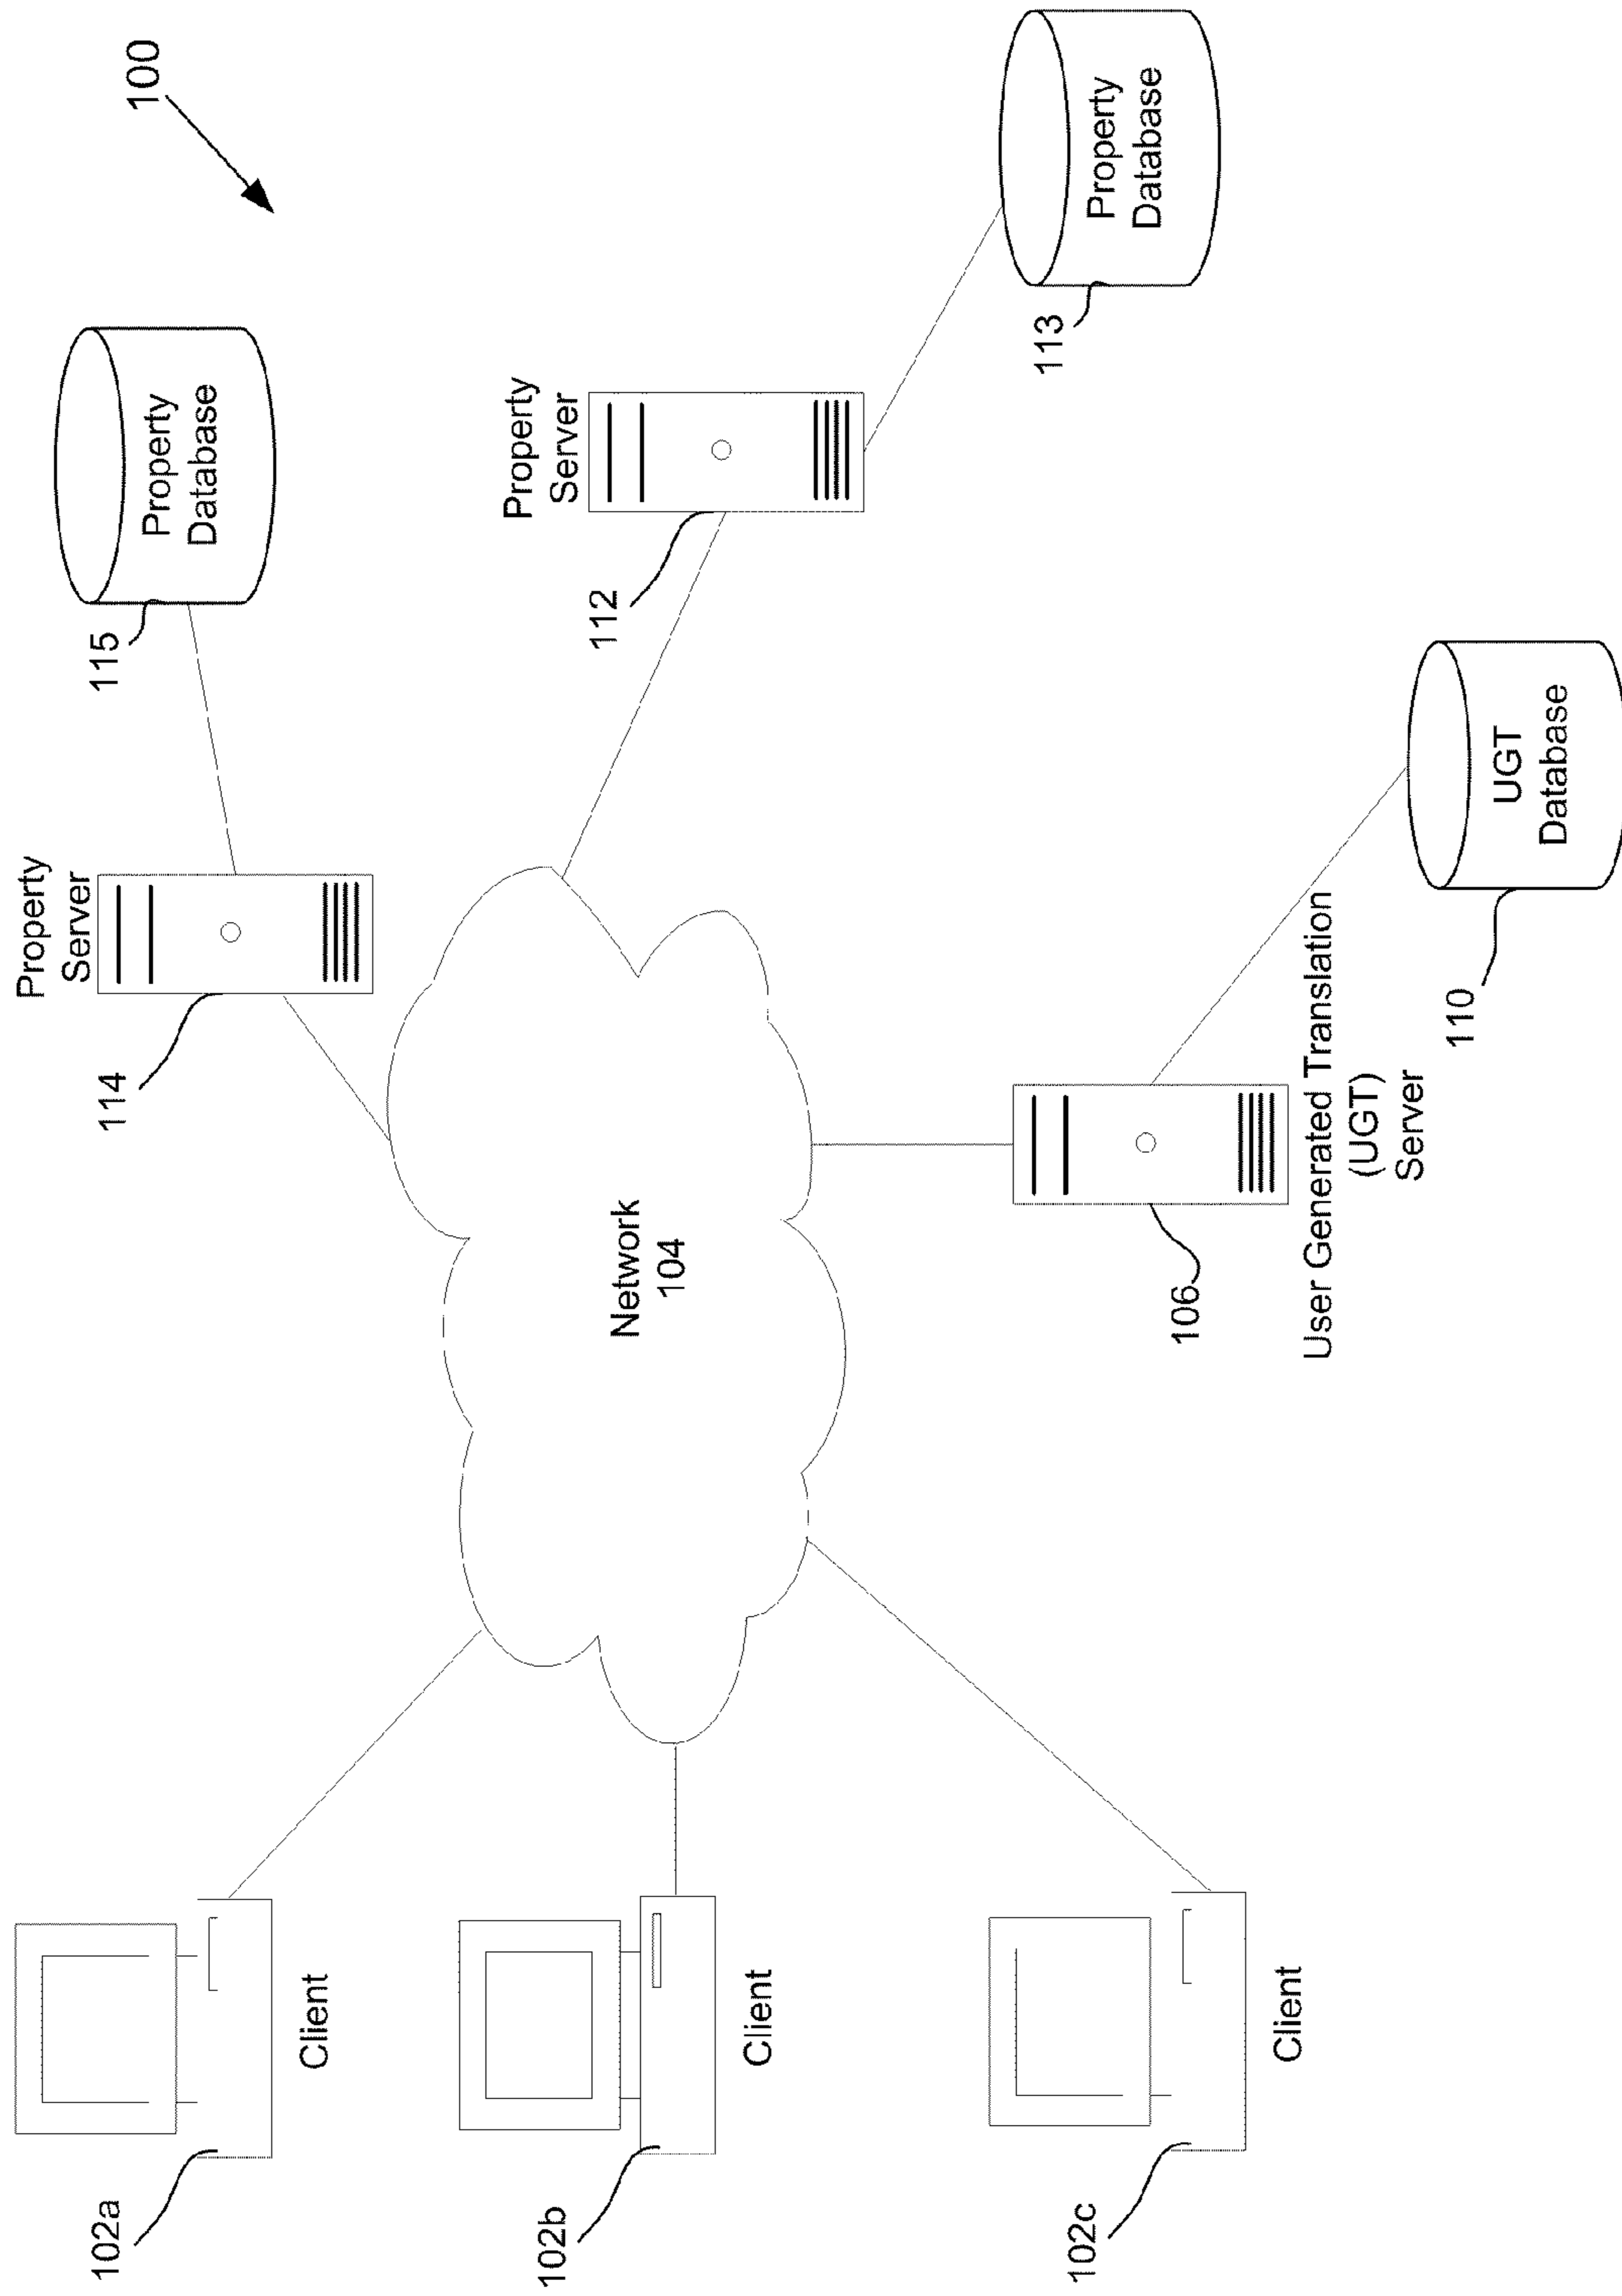 100
Property
Server
114
115
Property
Database
Property
Server
112
113
Property
Database
Network
104
106
User Generated Translation
(UGT)
Server
110
UGT
Database
102a
Client
102b
Client
102c
Client